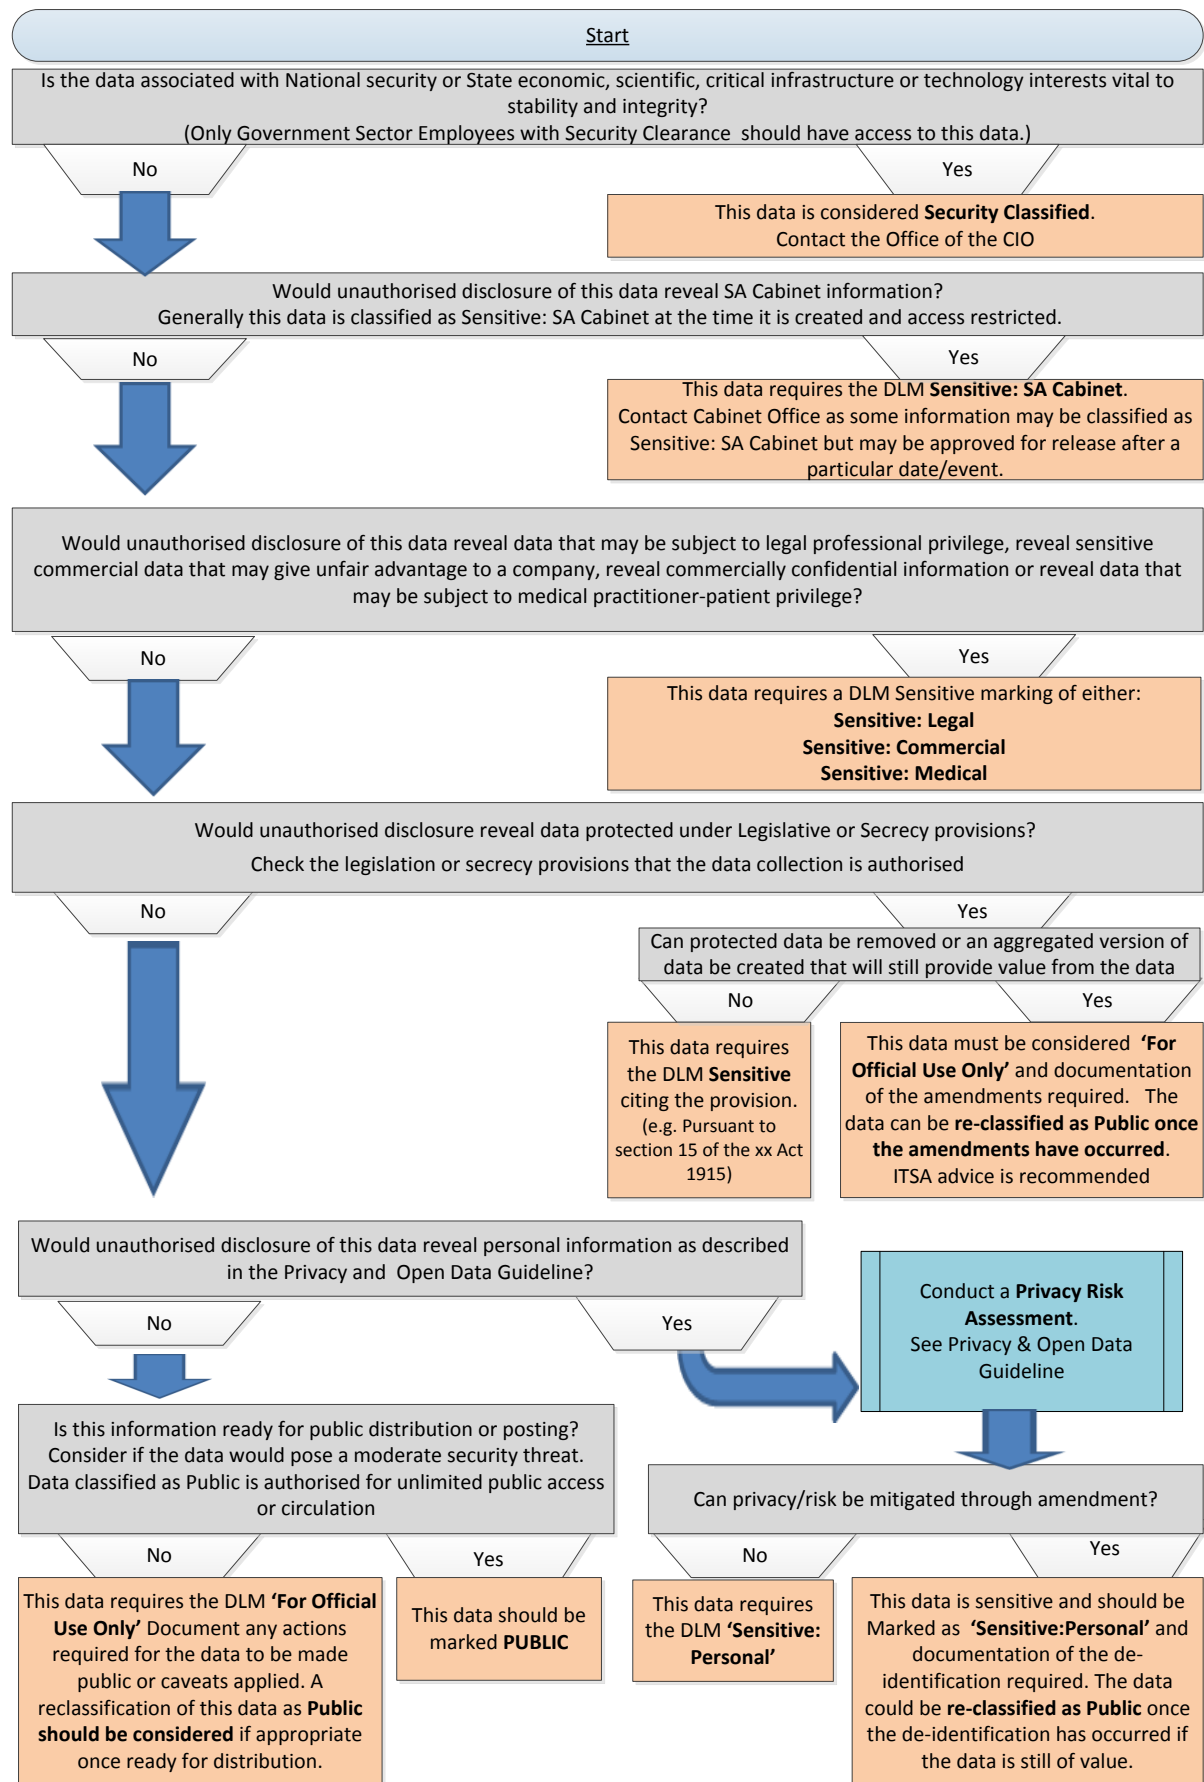 Start
Is the data associated with National security or State economic, scientific, critical infrastructure or technology interests vital to
stability and integrity?
(Only Government Sector Employees with Security Clearance should have access to this data.)
No
Yes
This data is considered Security Classified.
Contact the Office of the CIO
Would unauthorised disclosure of this data reveal SA Cabinet information?
Generally this data is classified as Sensitive: SA Cabinet at the time it is created and access restricted.
No
Yes
This data requires the DLM Sensitive: SA Cabinet.
Contact Cabinet Office as some information may be classified as
Sensitive: SA Cabinet but may be approved for release after a
particular date/event.
Would unauthorised disclosure of this data reveal data that may be subject to legal professional privilege, reveal sensitive
commercial data that may give unfair advantage to a company, reveal commercially confidential information or reveal data that
may be subject to medical practitioner-patient privilege?
No
Yes
This data requires a DLM Sensitive marking of either:
Sensitive: Legal
Sensitive: Commercial
Sensitive: Medical
Would unauthorised disclosure reveal data protected under Legislative or Secrecy provisions?
Check the legislation or secrecy provisions that the data collection is authorised
No
Yes
Can protected data be removed or an aggregated version of
data be created that will still provide value from the data
No
Yes
This data requires
the DLM Sensitive
citing the provision.
(e.g. Pursuant to
section 15 of the xx Act
1915)
This data must be considered ‘For
Official Use Only’ and documentation
of the amendments required. The
data can be re-classified as Public once
the amendments have occurred.
ITSA advice is recommended
Would unauthorised disclosure of this data reveal personal information as described
in the Privacy and Open Data Guideline?
No
Yes
Conduct a Privacy Risk
Assessment.
See Privacy & Open Data
Guideline
Is this information ready for public distribution or posting?
Consider if the data would pose a moderate security threat.
Data classified as Public is authorised for unlimited public access
or circulation
No
Yes
Can privacy/risk be mitigated through amendment?
No
Yes
This data requires the DLM ‘For Official
Use Only’ Document any actions
required for the data to be made
public or caveats applied. A
reclassification of this data as Public
should be considered if appropriate
once ready for distribution.
This data should be
marked PUBLIC
This data requires
the DLM ‘Sensitive:
Personal’
This data is sensitive and should be
Marked as ‘Sensitive:Personal’ and
documentation of the de-
identification required. The data
could be re-classified as Public once
the de-identification has occurred if
the data is still of value.